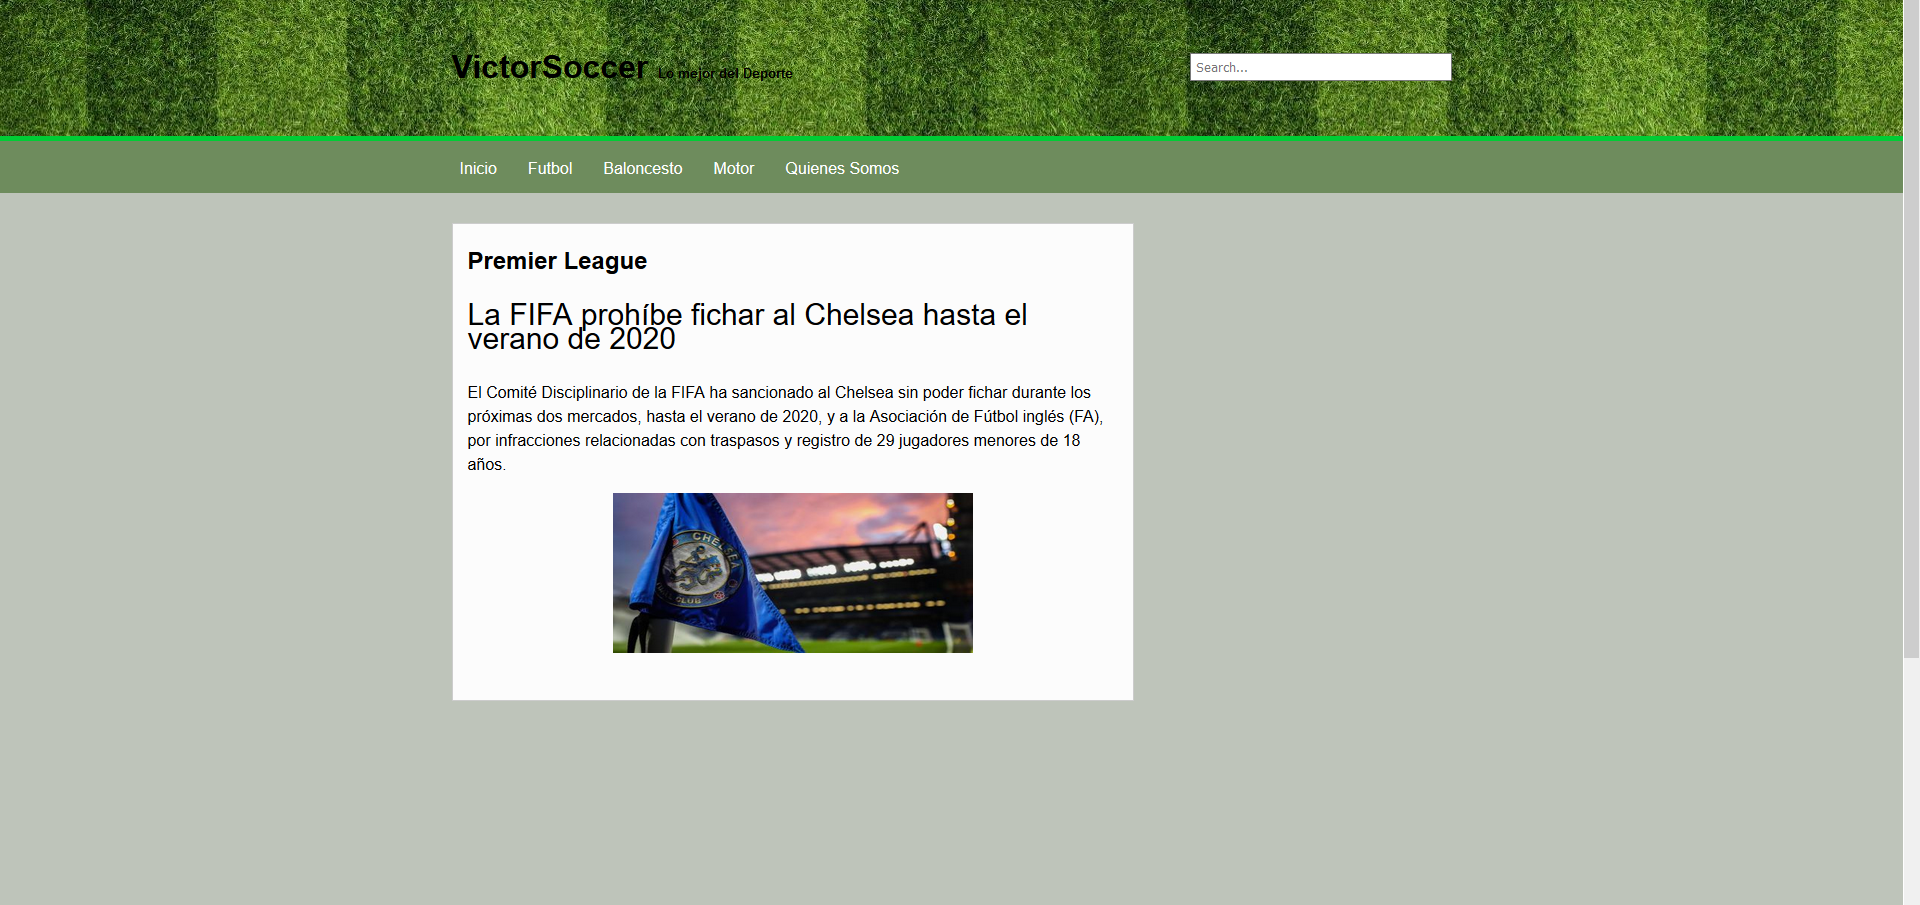 VictorSoccer Lo mejor del Deporte
Search...
Inicio Futbol Baloncesto Motor Quienes Somos
Premier League
La FIFA prohíbe fichar al Chelsea hasta el
verano de 2020
El Comité Disciplinario de la FIFA ha sancionado al Chelsea sin poder fichar durante los
próximas dos mercados, hasta el verano de 2020, y a la Asociación de Fútbol inglés (FA),
por infracciones relacionadas con traspasos y registro de 29 jugadores menores de 18
años.
CHELSEA
CLUB